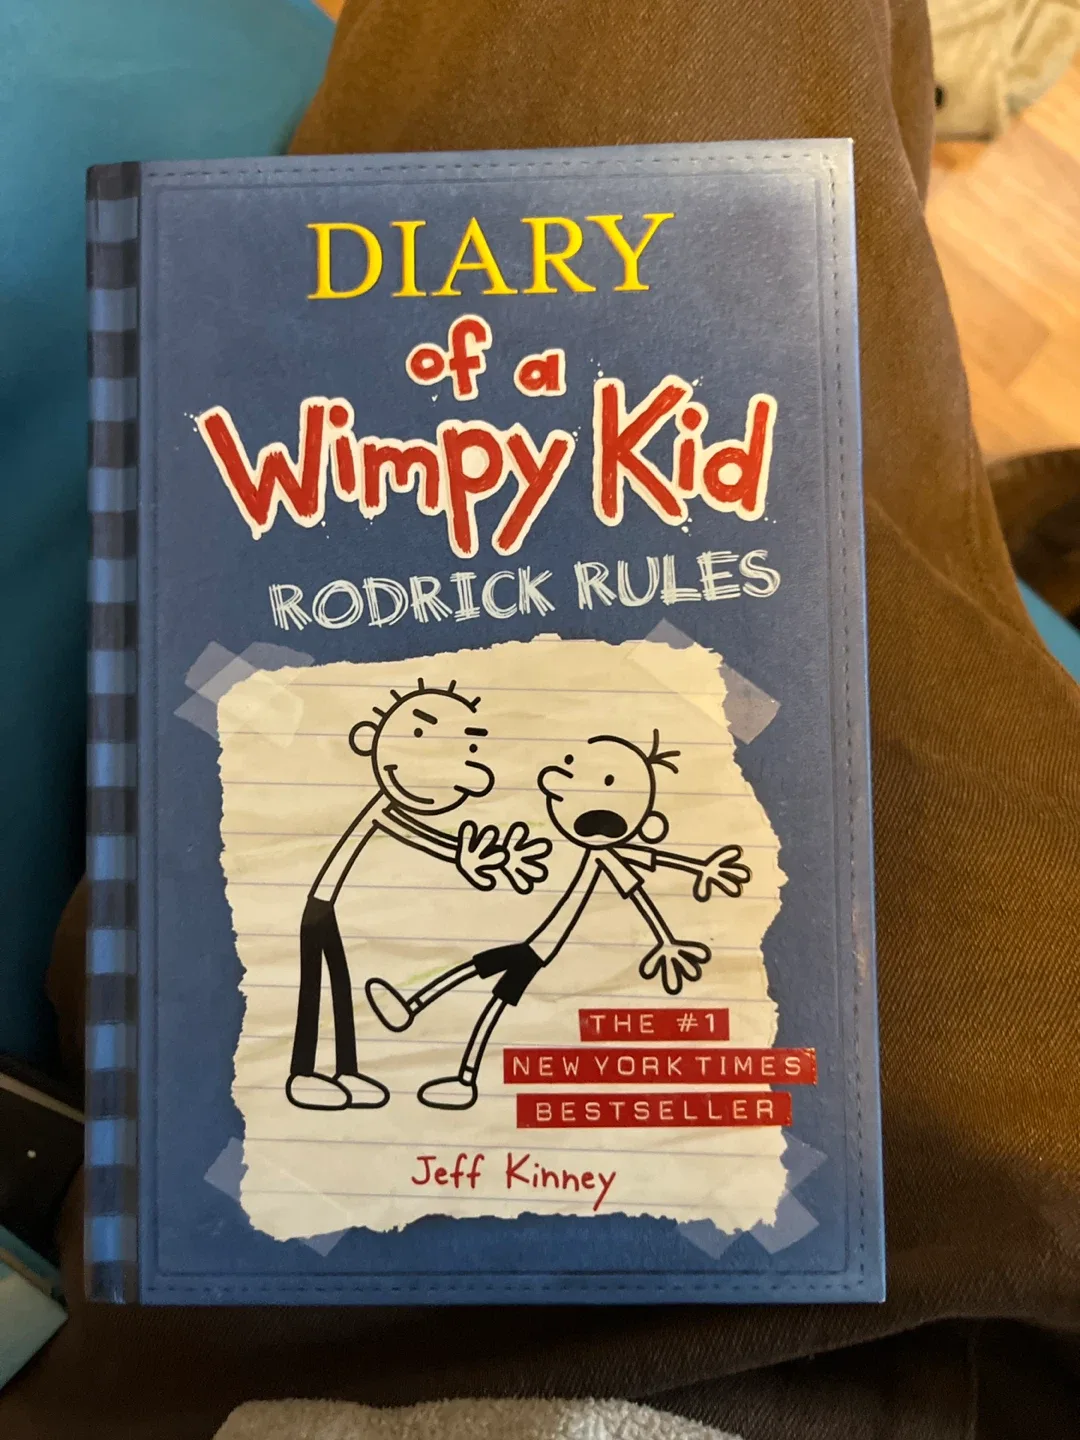 DIARY
of a
Wimpy Kid
RODRICK RULES
THE #1
NEW YORK TIMES
BESTSELLER
Jeff Kinney